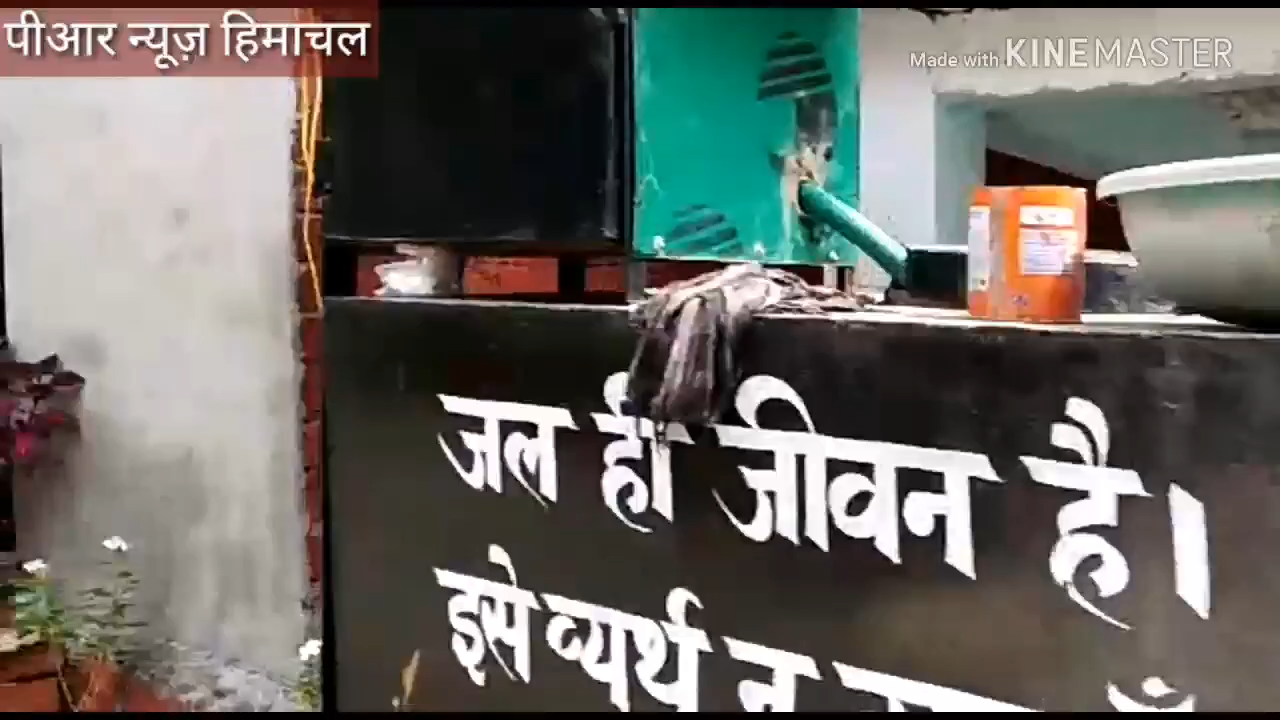 पीआर न्यूज़ हिमाचल
Made with KINEMASTER
जल ही जीवन है।
इसे व्यर्थ न